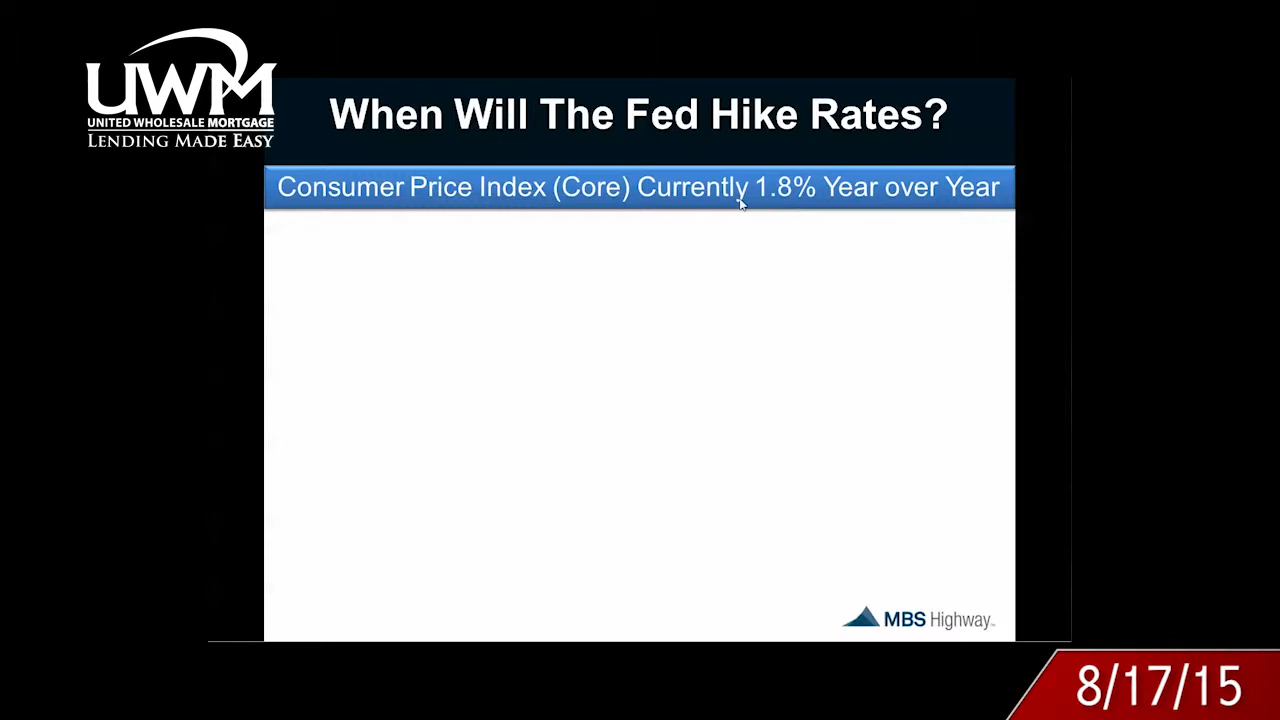 UWM
UNITED WHOLESALE MORTGAGE
LENDING MADE EASY
When Will The Fed Hike Rates?
Consumer Price Index (Core) Currently 1.8% Year over Year
MBS Highway
8/17/15